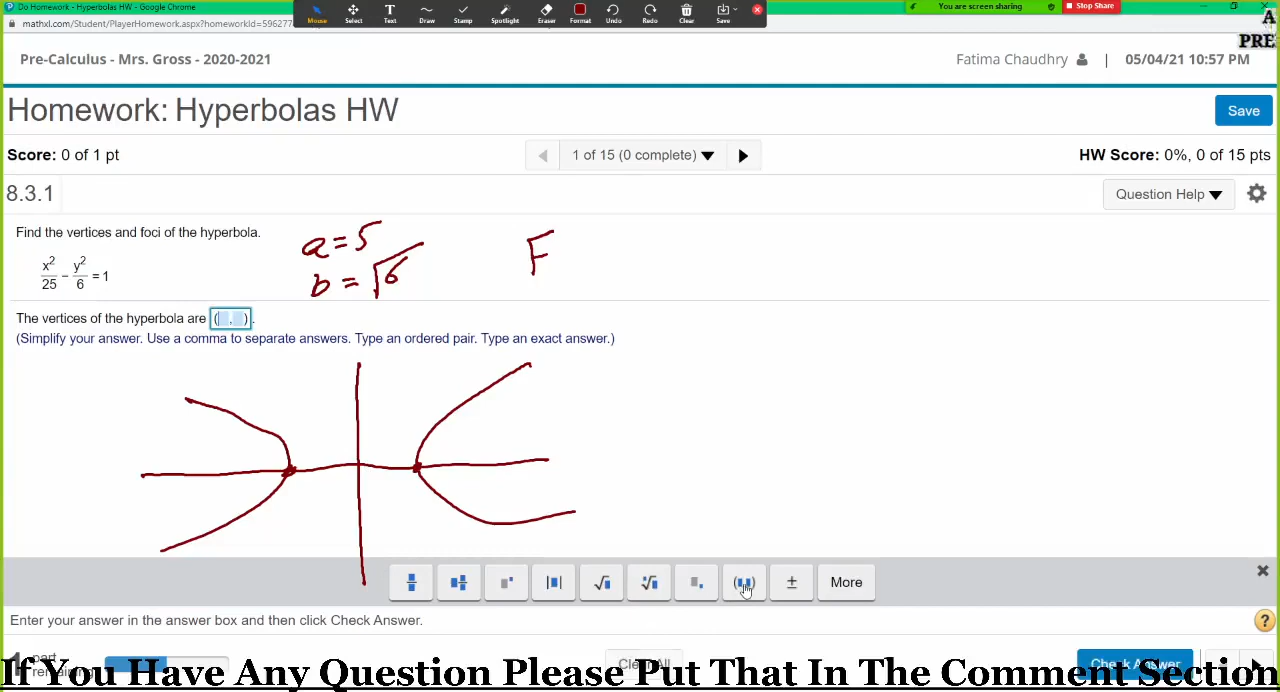 Do Homework - Hyperbolas HW - Google Chrome
mathxl.com/Student/PlayerHomework.aspx?homeworkId=596277
Mouse Select Text Draw Stamp Spotlight Eraser Format Undo Redo Clear Save
You are screen sharing Stop Share
PRE
Pre-Calculus - Mrs. Gross - 2020-2021
Fatima Chaudhry | 05/04/21 10:57 PM
Homework: Hyperbolas HW
Save
Score: 0 of 1 pt
1 of 15 (0 complete)
HW Score: 0%, 0 of 15 pts
8.3.1
Question Help
Find the vertices and foci of the hyperbola.
x²/25 - y²/6 = 1
a = 5
b = √6
F
The vertices of the hyperbola are ( , ).
(Simplify your answer. Use a comma to separate answers. Type an ordered pair. Type an exact answer.)
More
Enter your answer in the answer box and then click Check Answer.
?
1 part remaining
Clear All
Check Answer
If You Have Any Question Please Put That In The Comment Section